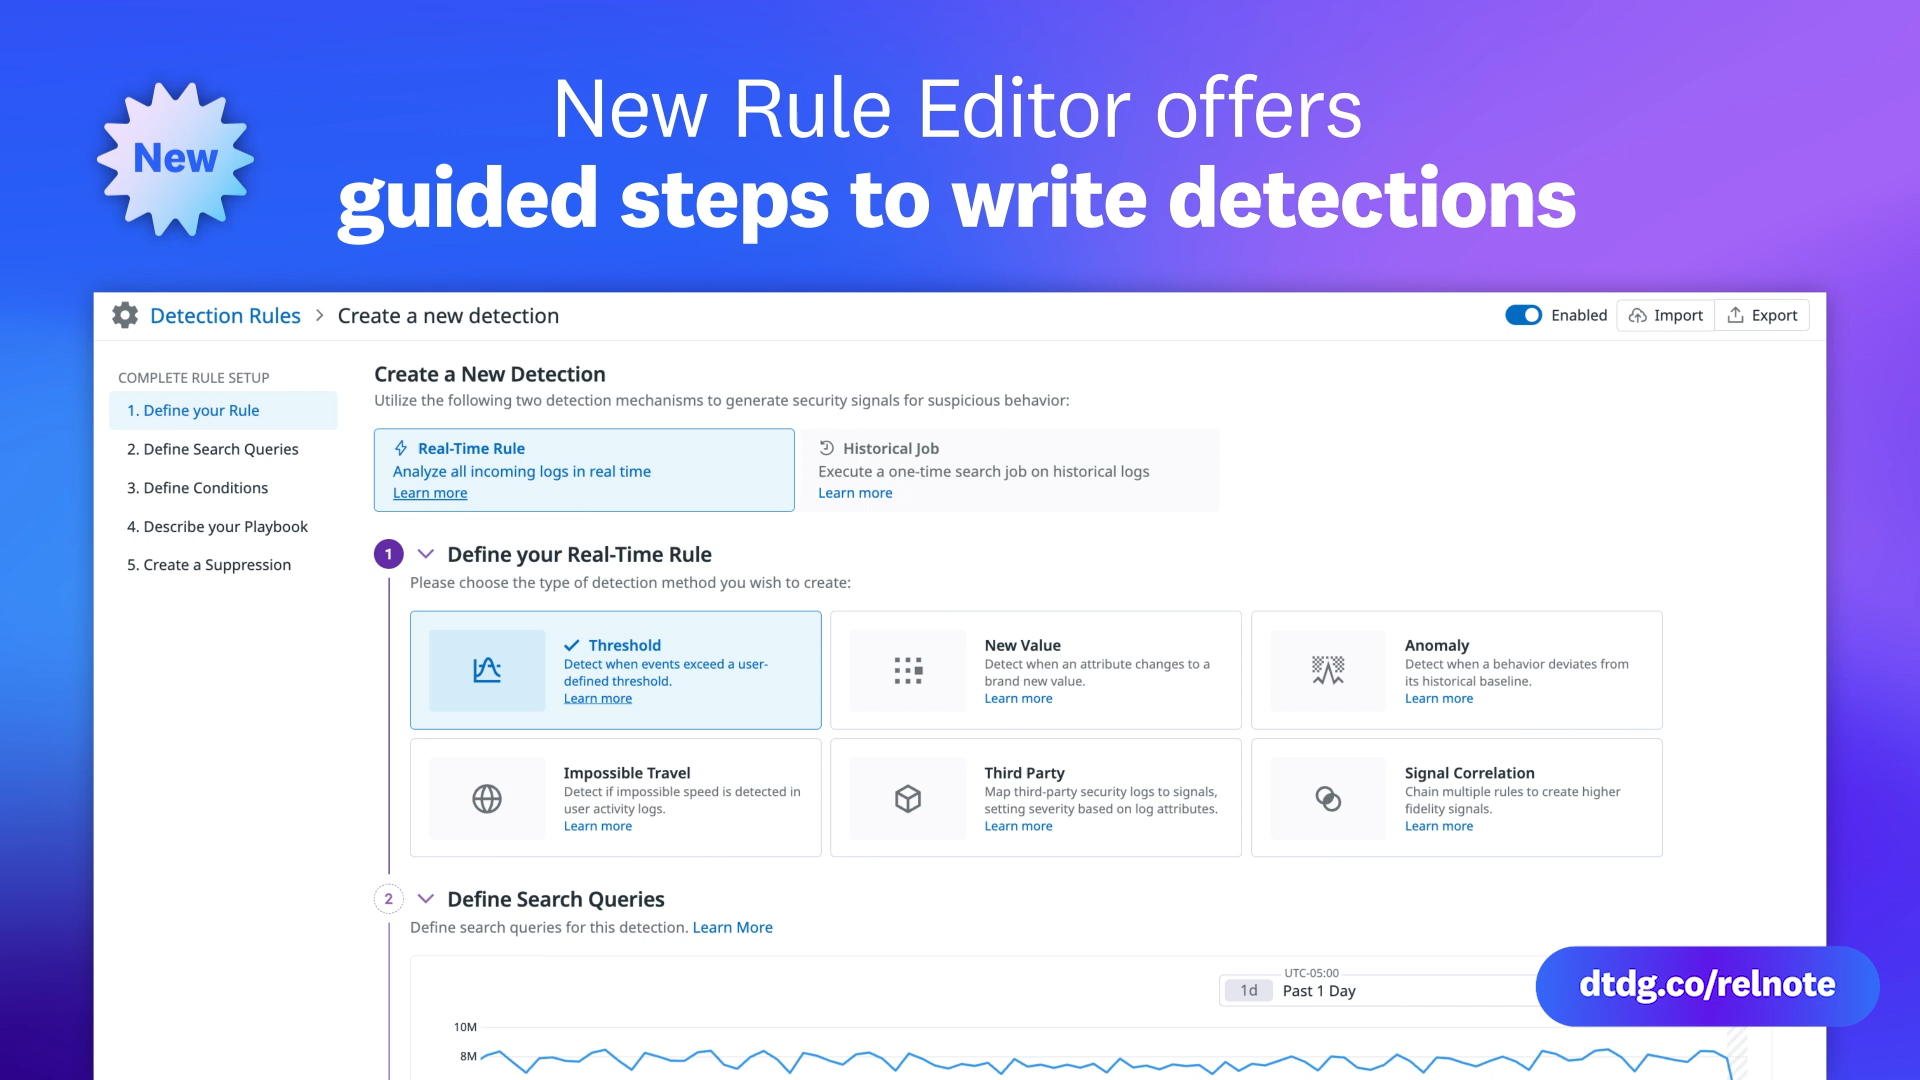 New
New Rule Editor offers
guided steps to write detections
Detection Rules > Create a new detection
Enabled
Import
Export
COMPLETE RULE SETUP
1. Define your Rule
2. Define Search Queries
3. Define Conditions
4. Describe your Playbook
5. Create a Suppression
Create a New Detection
Utilize the following two detection mechanisms to generate security signals for suspicious behavior:
Real-Time Rule
Analyze all incoming logs in real time
Learn more
Historical Job
Execute a one-time search job on historical logs
Learn more
1 Define your Real-Time Rule
Please choose the type of detection method you wish to create:
Threshold
Detect when events exceed a user-
defined threshold.
Learn more
New Value
Detect when an attribute changes to a
brand new value.
Learn more
Anomaly
Detect when a behavior deviates from
its historical baseline.
Learn more
Impossible Travel
Detect if impossible speed is detected in
user activity logs.
Learn more
Third Party
Map third-party security logs to signals,
setting severity based on log attributes.
Learn more
Signal Correlation
Chain multiple rules to create higher
fidelity signals.
Learn more
2 Define Search Queries
Define search queries for this detection. Learn More
UTC-05:00
1d Past 1 Day
dtdg.co/relnote
10M
8M